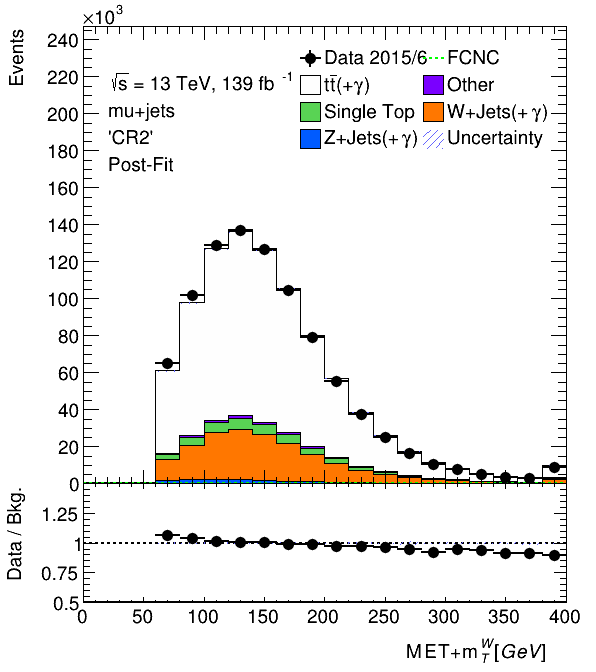 ×10³
Events
240
220
200
180
160
140
120
100
80
60
40
20
0
√s = 13 TeV, 139 fb⁻¹
mu+jets
'CR2'
Post-Fit
Data 2015/6 FCNC
tt̄(+γ) Other
Single Top W+Jets(+γ)
Z+Jets(+γ) Uncertainty
Data / Bkg.
1.25
1
0.75
0.5
0 50 100 150 200 250 300 350 400
MET+m_T^W [GeV]